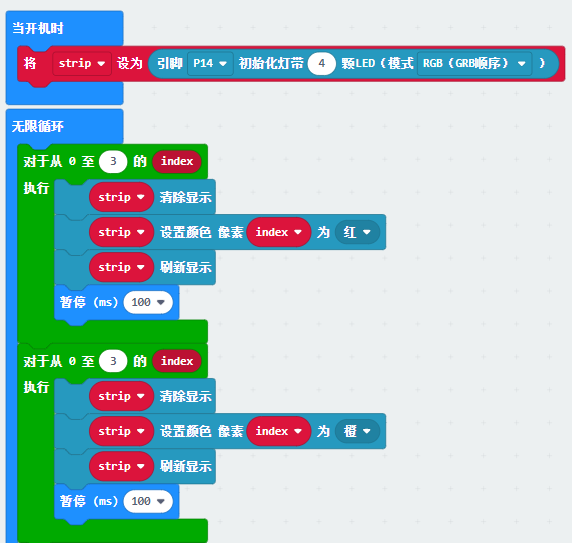 当开机时
将 strip 设为 引脚 P14 初始化灯带 4 颗LED(模式 RGB(GRB顺序) )
无限循环
对于从 0 至 3 的 index
执行
strip 清除显示
strip 设置颜色 像素 index 为 红
strip 刷新显示
暂停 (ms) 100
对于从 0 至 3 的 index
执行
strip 清除显示
strip 设置颜色 像素 index 为 橙
strip 刷新显示
暂停 (ms) 100